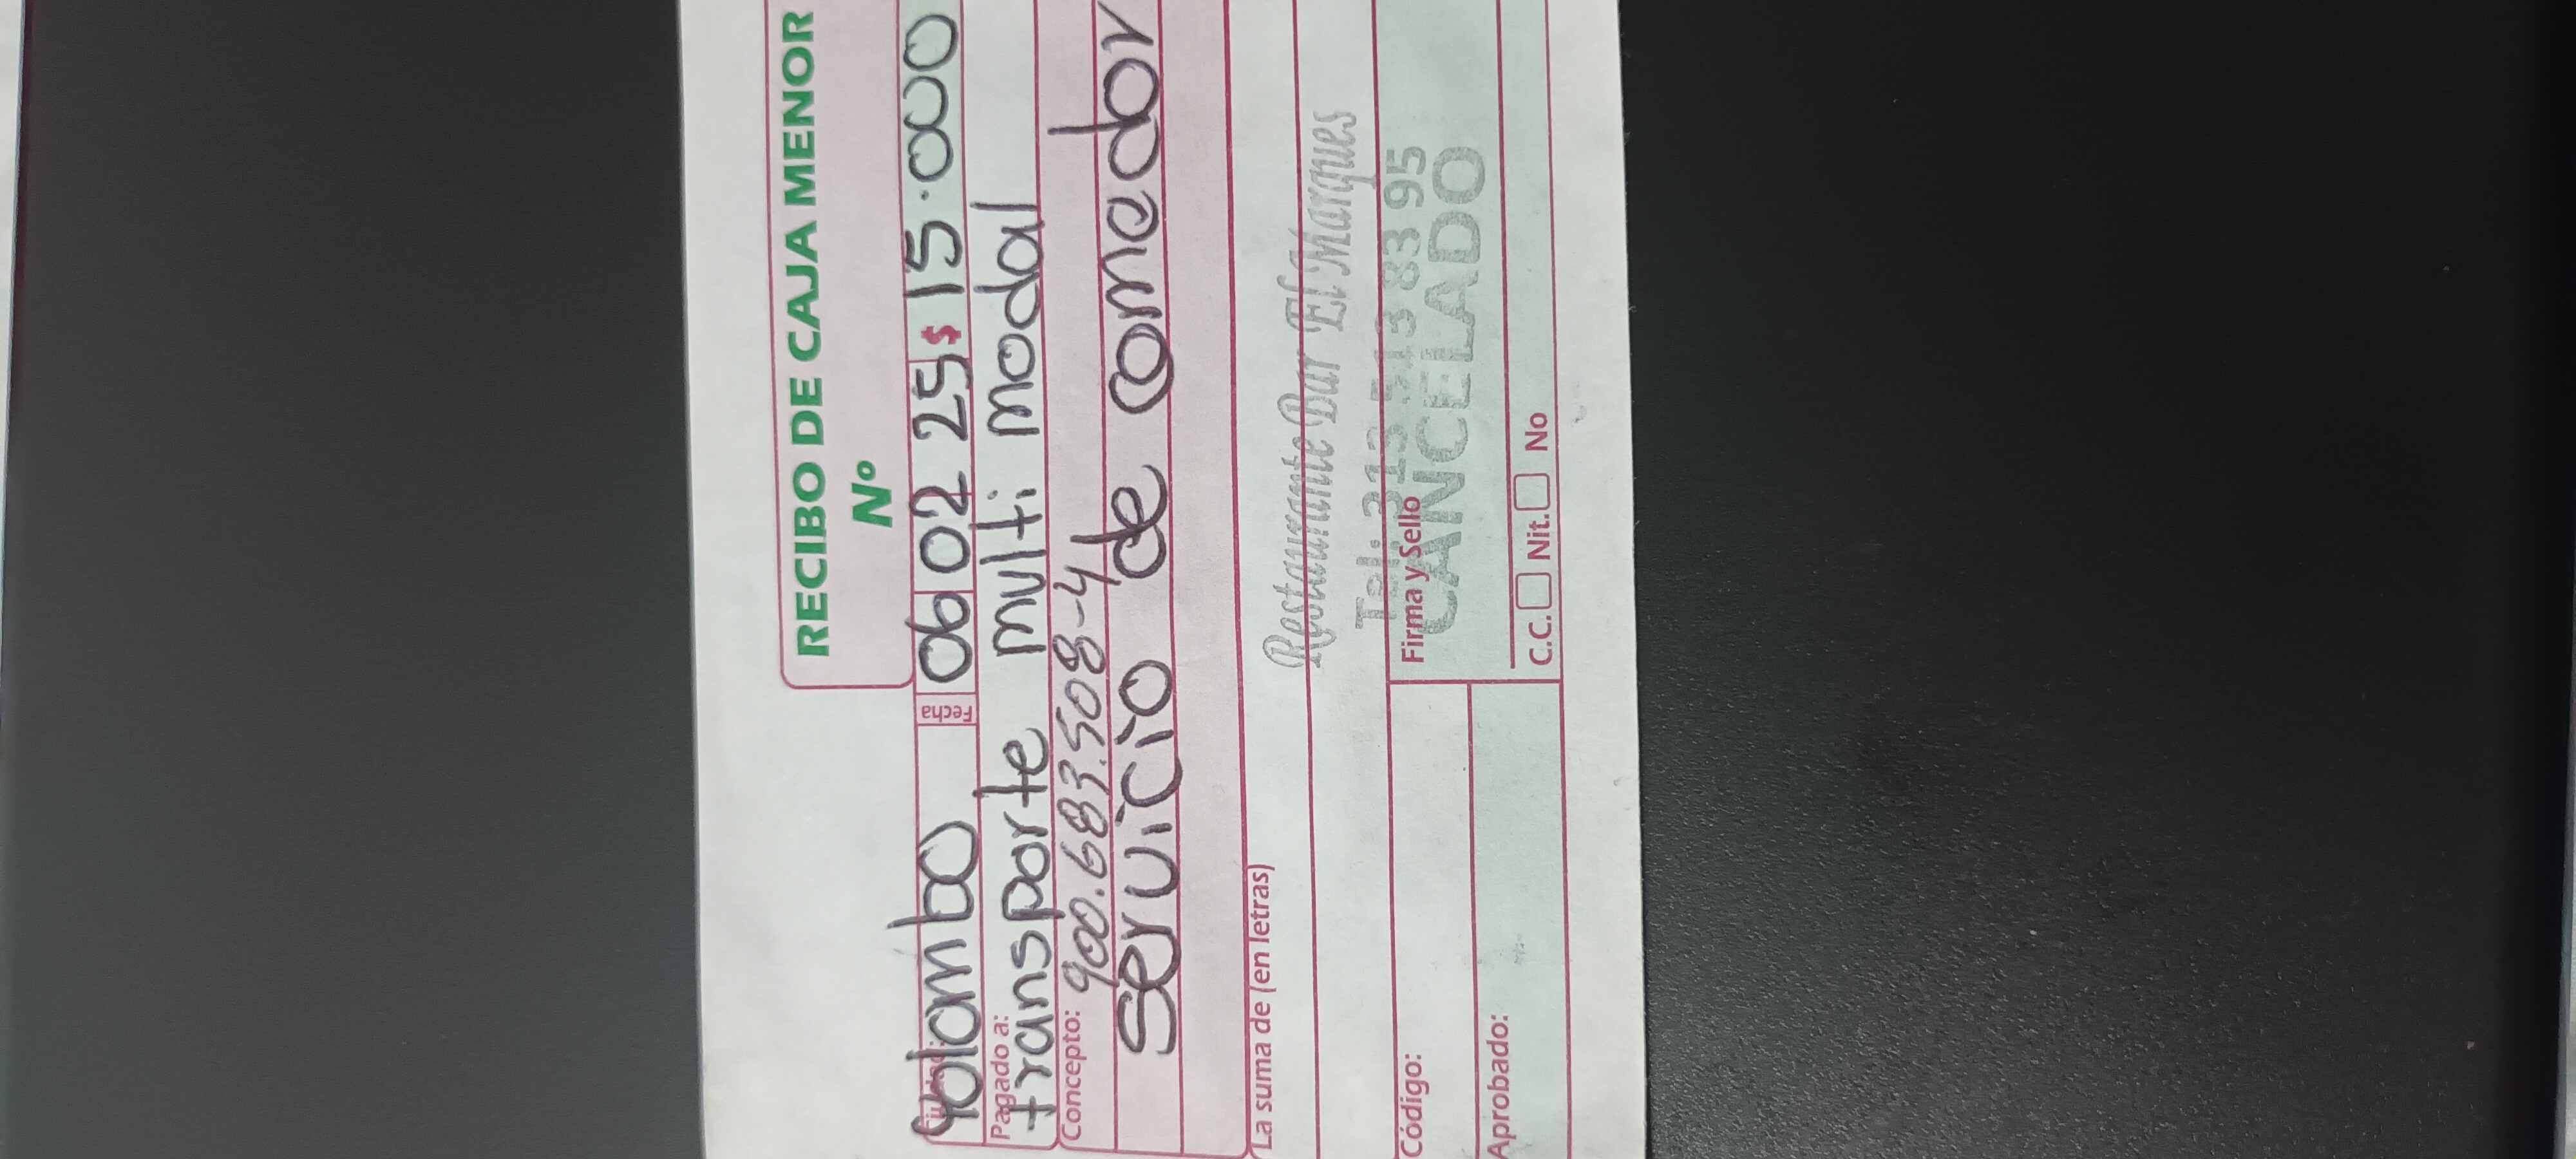 RECIBO DE CAJA MENOR
Nº
Ciudad: Yolombo Fecha 06 02 25 $ 15.000
Pagado a: transporte multi modal
Concepto: 900.683.508-4
servicio de comedor
La suma de (en letras)
Restaurante Bar El Marques
Tel: 313 513 83 95
CANCELADO
Código:
Firma y Sello
Aprobado:
C.C. Nit. No